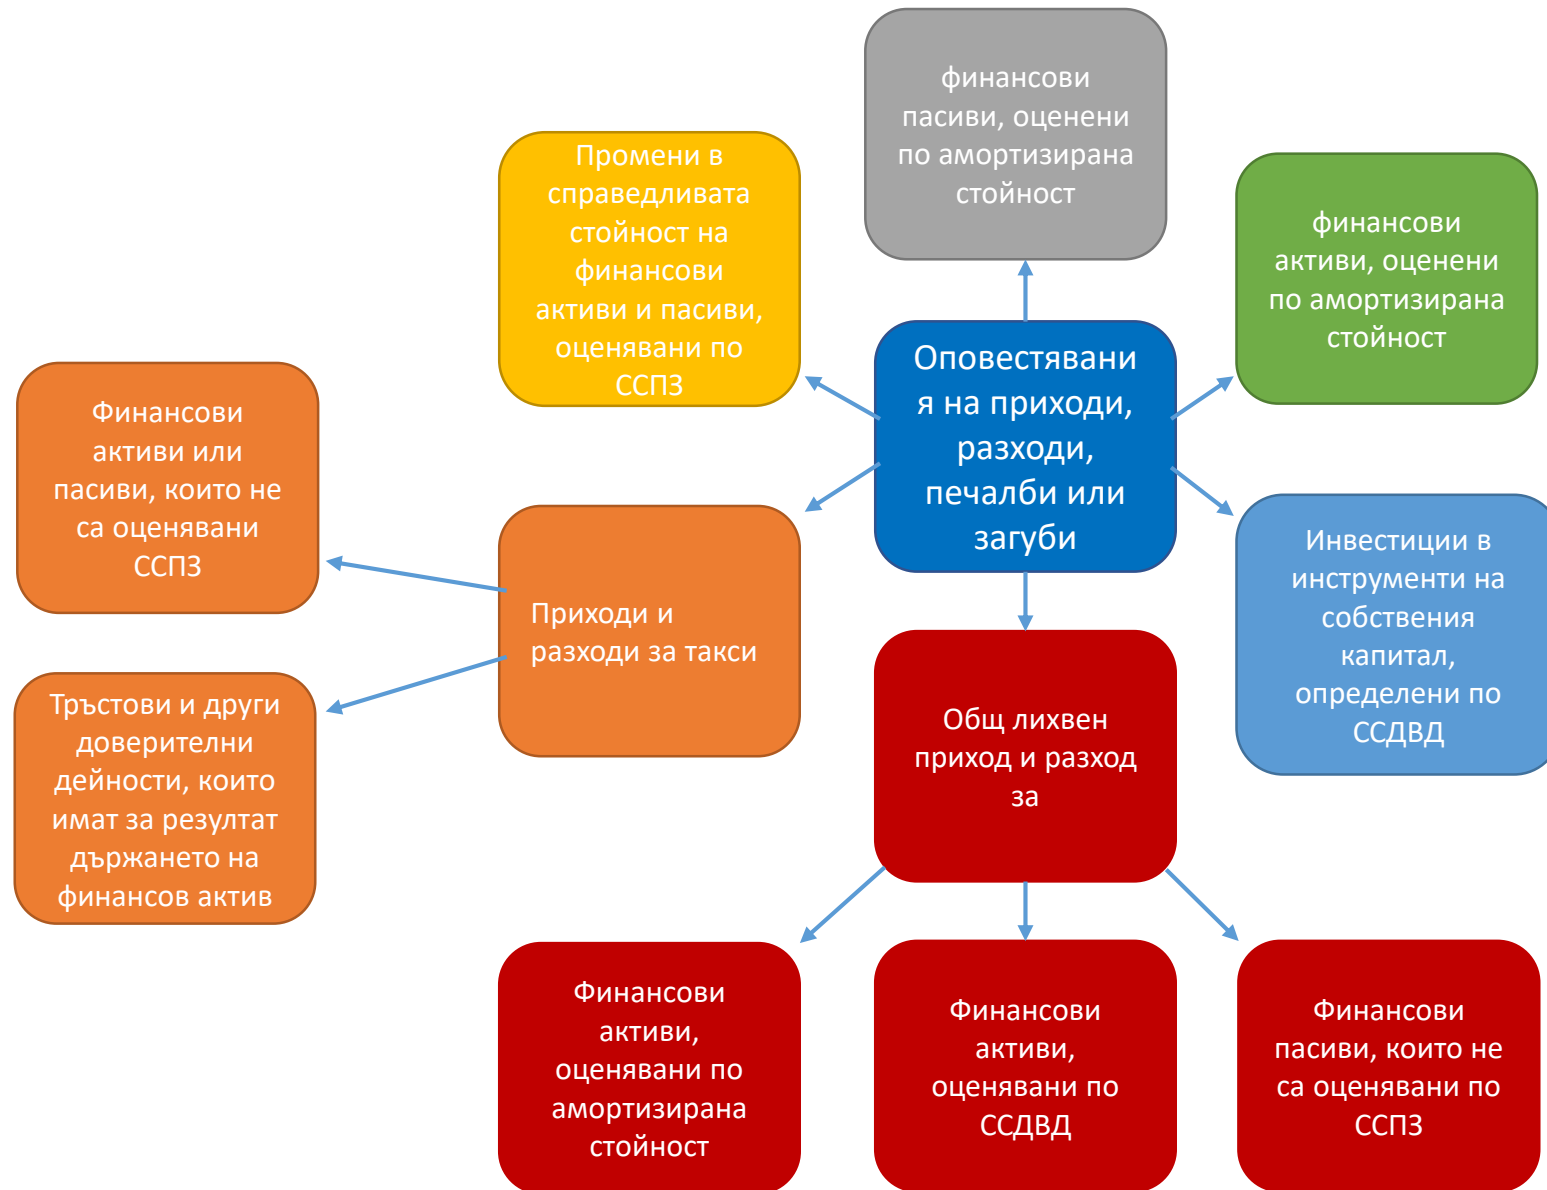 финансови
пасиви, оценени
по амортизирана
стойност
Промени в
справедливата
стойност на
финансови
активи и пасиви,
оценявани по
ССПЗ
финансови
активи, оценени
по амортизирана
стойност
Оповестявани
я на приходи,
разходи,
печалби или
загуби
Финансови
активи или
пасиви, които не
са оценявани
ССПЗ
Приходи и
разходи за такси
Инвестиции в
инструменти на
собствения
капитал,
определени по
ССДВД
Тръстови и други
доверителни
дейности, които
имат за резултат
държането на
финансов актив
Общ лихвен
приход и разход
за
Финансови
активи,
оценявани по
амортизирана
стойност
Финансови
активи,
оценявани по
ССДВД
Финансови
пасиви, които не
са оценявани по
ССПЗ